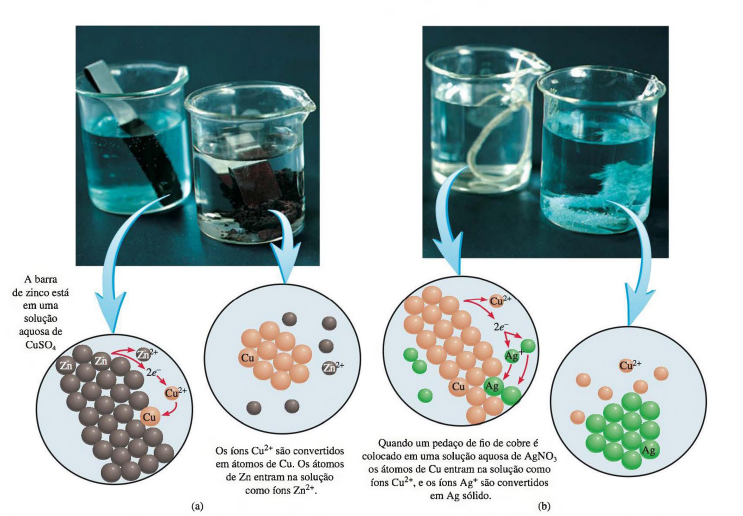 A barra
de zinco está
em uma
solução
aquosa de
CuSO₄
Zn
Zn
Zn²⁺
2e⁻
Cu²⁺
Cu
Cu
Zn²⁺
Os íons Cu²⁺ são convertidos
em átomos de Cu. Os átomos
de Zn entram na solução
como íons Zn²⁺.
(a)
Cu²⁺
2e⁻
Ag⁺
Cu
Ag
Cu²⁺
Ag
Quando um pedaço de fio de cobre é
colocado em uma solução aquosa de AgNO₃
os átomos de Cu entram na solução como
íons Cu²⁺, e os íons Ag⁺ são convertidos
em Ag sólido.
(b)